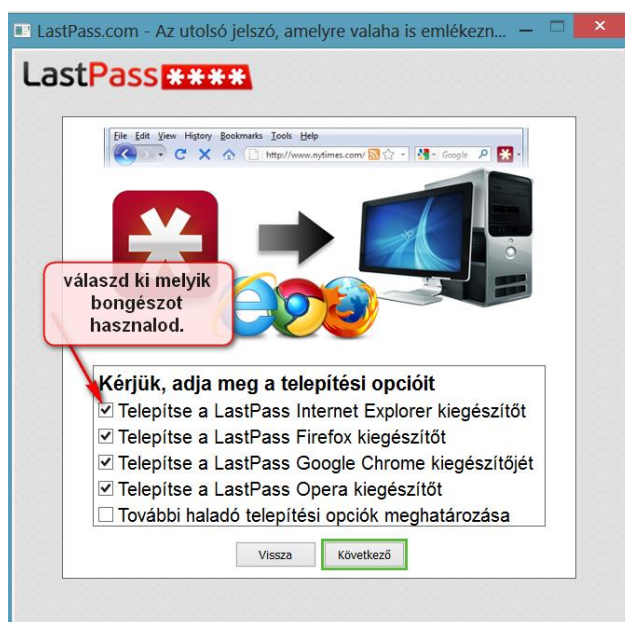 LastPass.com - Az utolsó jelszó, amelyre valaha is emlékezn...
LastPass ****
File Edit View History Bookmarks Tools Help
http://www.nytimes.com/ Google
válaszd ki melyik
bongészot
hasznalod.
Kérjük, adja meg a telepítési opcióit
Telepítse a LastPass Internet Explorer kiegészítőt
Telepítse a LastPass Firefox kiegészítőt
Telepítse a LastPass Google Chrome kiegészítőjét
Telepítse a LastPass Opera kiegészítőt
További haladó telepítési opciók meghatározása
Vissza Következő